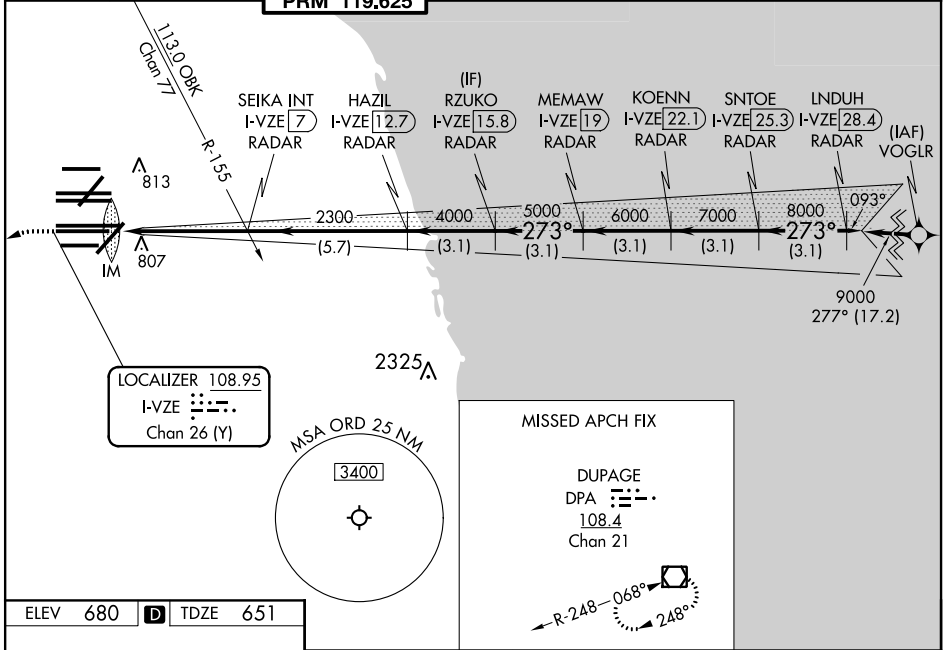 PRM 119.625
113.0 OBK
Chan 77
R-155
SEIKA INT
I-VZE 7
RADAR
HAZIL
I-VZE 12.7
RADAR
(IF)
RZUKO
I-VZE 15.8
RADAR
MEMAW
I-VZE 19
RADAR
KOENN
I-VZE 22.1
RADAR
SNTOE
I-VZE 25.3
RADAR
LNDUH
I-VZE 28.4
RADAR
(IAF)
VOGLR
813
807
IM
2300
4000
5000
6000
7000
8000
093°
273°
273°
(5.7)
(3.1)
(3.1)
(3.1)
(3.1)
(3.1)
9000
277° (17.2)
2325
LOCALIZER 108.95
I-VZE
Chan 26 (Y)
MSA ORD 25 NM
3400
MISSED APCH FIX
DUPAGE
DPA
108.4
Chan 21
R-248
068°
248°
ELEV 680 D TDZE 651